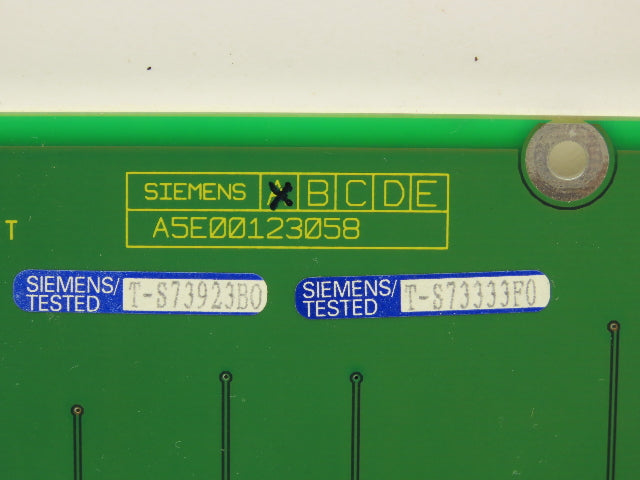 SIEMENS A B C D E
A5E00123058
T
SIEMENS/
TESTED T-S73923B0
SIEMENS/
TESTED T-S73333F0